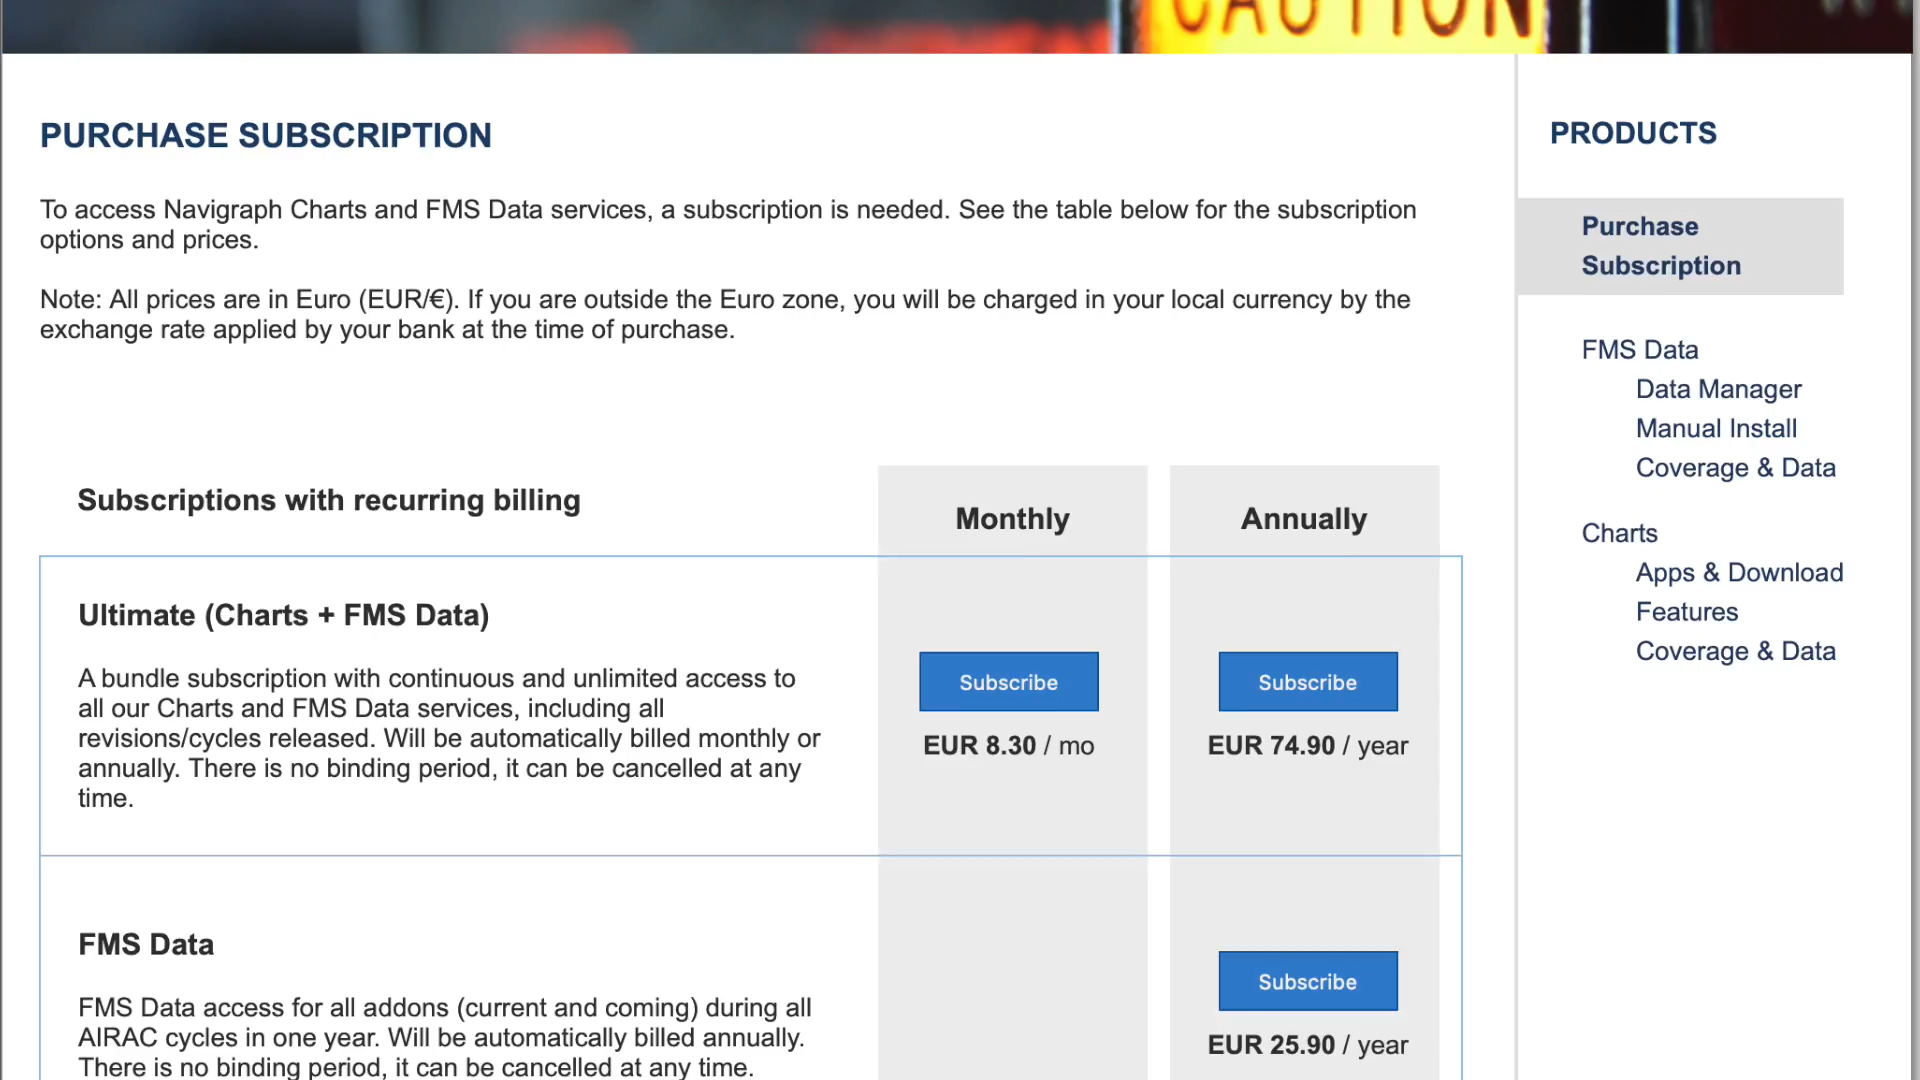 CAUTION
PURCHASE SUBSCRIPTION
To access Navigraph Charts and FMS Data services, a subscription is needed. See the table below for the subscription
options and prices.
Note: All prices are in Euro (EUR/€). If you are outside the Euro zone, you will be charged in your local currency by the
exchange rate applied by your bank at the time of purchase.
Subscriptions with recurring billing
Monthly
Annually
Ultimate (Charts + FMS Data)
A bundle subscription with continuous and unlimited access to
all our Charts and FMS Data services, including all
revisions/cycles released. Will be automatically billed monthly or
annually. There is no binding period, it can be cancelled at any
time.
Subscribe
EUR 8.30 / mo
Subscribe
EUR 74.90 / year
FMS Data
FMS Data access for all addons (current and coming) during all
AIRAC cycles in one year. Will be automatically billed annually.
There is no binding period, it can be cancelled at any time.
Subscribe
EUR 25.90 / year
PRODUCTS
Purchase
Subscription
FMS Data
Data Manager
Manual Install
Coverage & Data
Charts
Apps & Download
Features
Coverage & Data